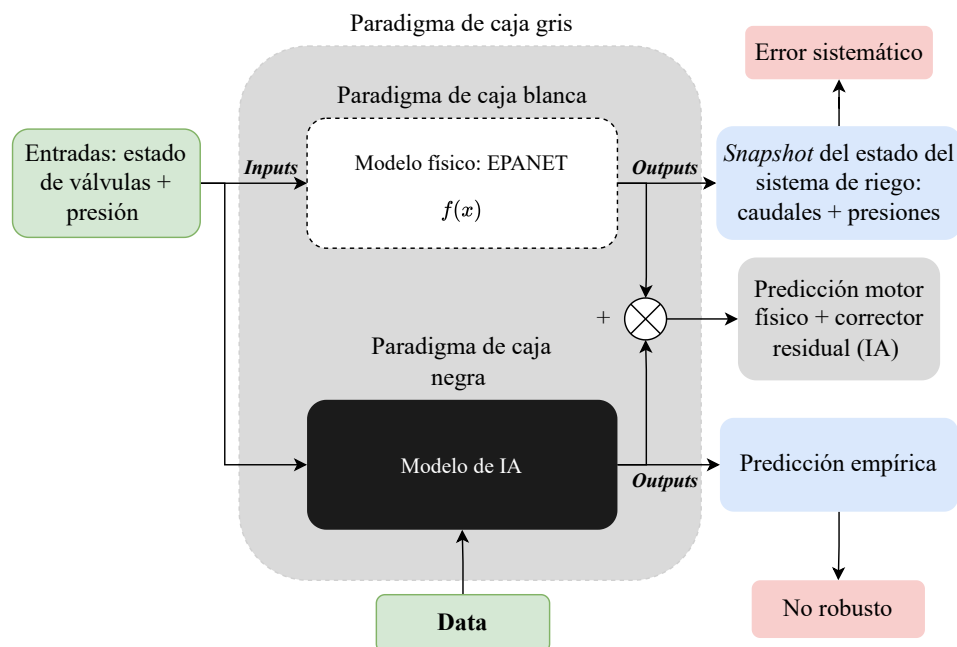 Paradigma de caja gris
Error sistemático
Paradigma de caja blanca
Entradas: estado
de válvulas +
presión
Inputs
Modelo físico: EPANET
f(x)
Outputs
Snapshot del estado del
sistema de riego:
caudales + presiones
+
Predicción motor
físico + corrector
residual (IA)
Paradigma de caja
negra
Modelo de IA
Outputs
Predicción empírica
Data
No robusto